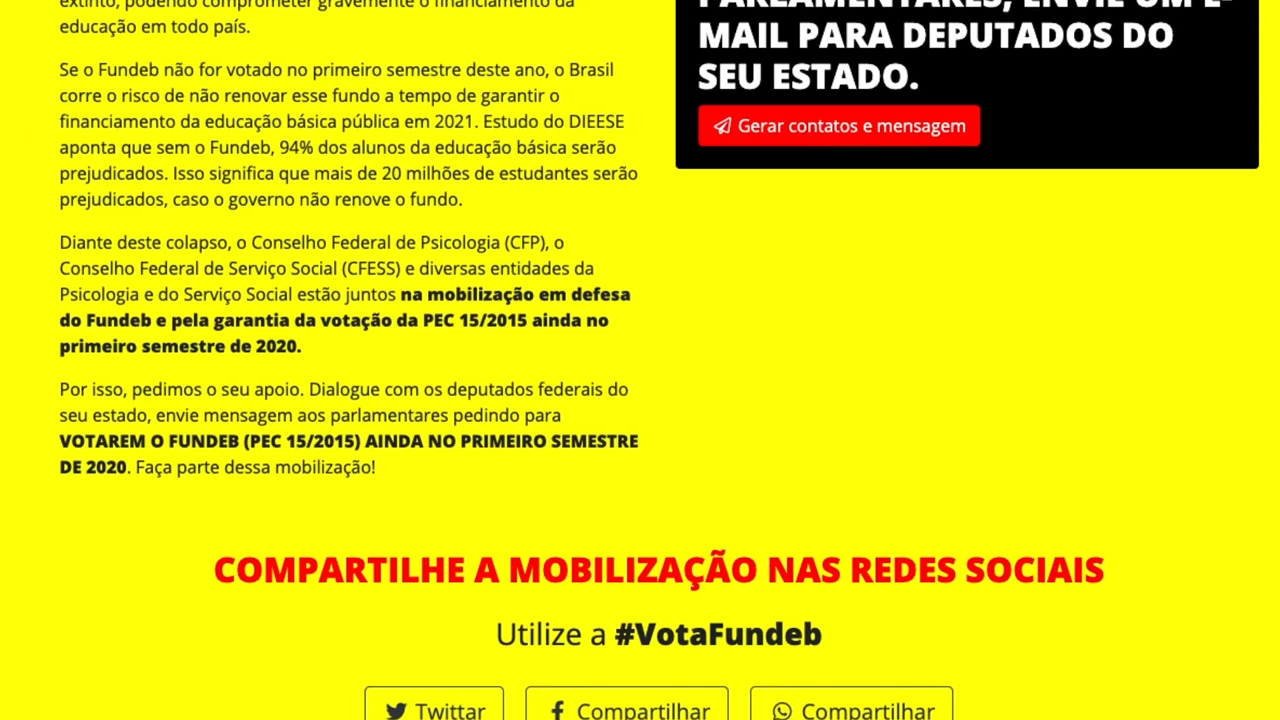 extinto, podendo comprometer gravemente o financiamento da
educação em todo país.
Se o Fundeb não for votado no primeiro semestre deste ano, o Brasil
corre o risco de não renovar esse fundo a tempo de garantir o
financiamento da educação básica pública em 2021. Estudo do DIEESE
aponta que sem o Fundeb, 94% dos alunos da educação básica serão
prejudicados. Isso significa que mais de 20 milhões de estudantes serão
prejudicados, caso o governo não renove o fundo.
Diante deste colapso, o Conselho Federal de Psicologia (CFP), o
Conselho Federal de Serviço Social (CFESS) e diversas entidades da
Psicologia e do Serviço Social estão juntos na mobilização em defesa
do Fundeb e pela garantia da votação da PEC 15/2015 ainda no
primeiro semestre de 2020.
Por isso, pedimos o seu apoio. Dialogue com os deputados federais do
seu estado, envie mensagem aos parlamentares pedindo para
VOTAREM O FUNDEB (PEC 15/2015) AINDA NO PRIMEIRO SEMESTRE
DE 2020. Faça parte dessa mobilização!
PARLAMENTARES, ENVIE UM E-
MAIL PARA DEPUTADOS DO
SEU ESTADO.
Gerar contatos e mensagem
COMPARTILHE A MOBILIZAÇÃO NAS REDES SOCIAIS
Utilize a #VotaFundeb
Twittar
Compartilhar
Compartilhar